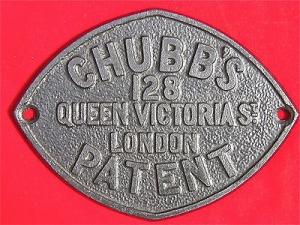 CHUBB'S
128
QUEEN VICTORIA ST
LONDON
PATENT